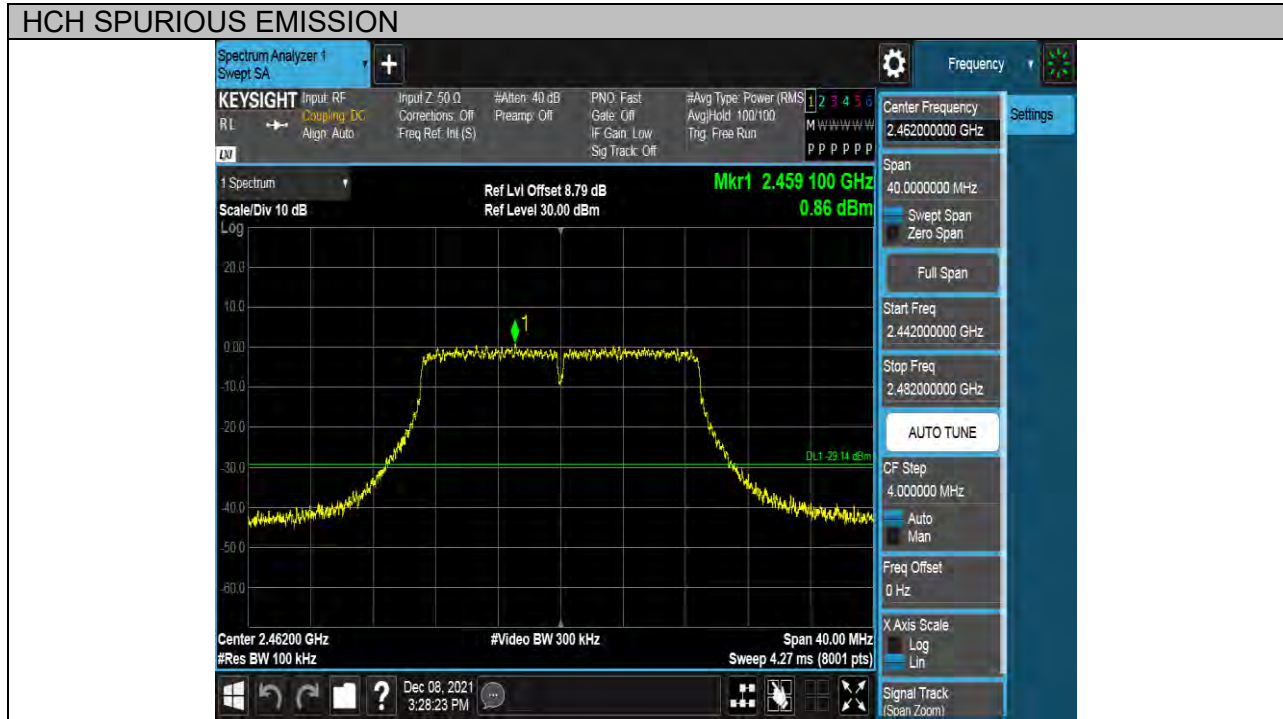 HCH SPURIOUS EMISSION
Spectrum Analyzer 1
Swept SA
Frequency
KEYSIGHT
RL
LXI
Input: RF
Coupling: DC
Align: Auto
Input Z: 50 Ω
Corrections: Off
Freq Ref: Int (S)
#Atten: 40 dB
Preamp: Off
PNO: Fast
Gate: Off
IF Gain: Low
Sig Track: Off
#Avg Type: Power (RMS
Avg|Hold: 100/100
Trig: Free Run
1 2 3 4 5 6
M W W W W W
P P P P P P
1 Spectrum
Scale/Div 10 dB
Log
Ref Lvl Offset 8.79 dB
Ref Level 30.00 dBm
Mkr1 2.459 100 GHz
0.86 dBm
20.0
10.0
0.00
-10.0
-20.0
-30.0
-40.0
-50.0
-60.0
1
DL1 -29.14 dBm
Center 2.46200 GHz
#Res BW 100 kHz
#Video BW 300 kHz
Span 40.00 MHz
Sweep 4.27 ms (8001 pts)
Dec 08, 2021
3:28:23 PM
Center Frequency
2.462000000 GHz
Settings
Span
40.0000000 MHz
Swept Span
Zero Span
Full Span
Start Freq
2.442000000 GHz
Stop Freq
2.482000000 GHz
AUTO TUNE
CF Step
4.000000 MHz
Auto
Man
Freq Offset
0 Hz
X Axis Scale
Log
Lin
Signal Track
(Span Zoom)